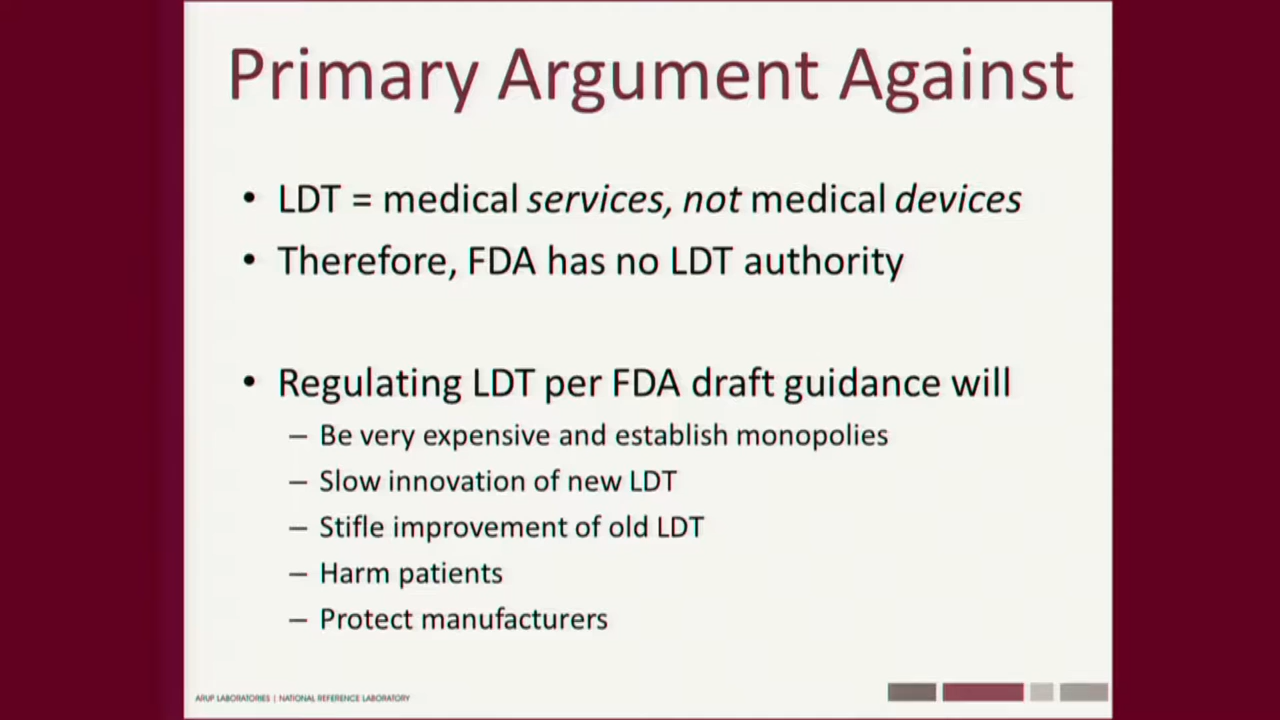 Primary Argument Against
• LDT = medical services, not medical devices
• Therefore, FDA has no LDT authority
• Regulating LDT per FDA draft guidance will
– Be very expensive and establish monopolies
– Slow innovation of new LDT
– Stifle improvement of old LDT
– Harm patients
– Protect manufacturers
ARUP LABORATORIES | NATIONAL REFERENCE LABORATORY